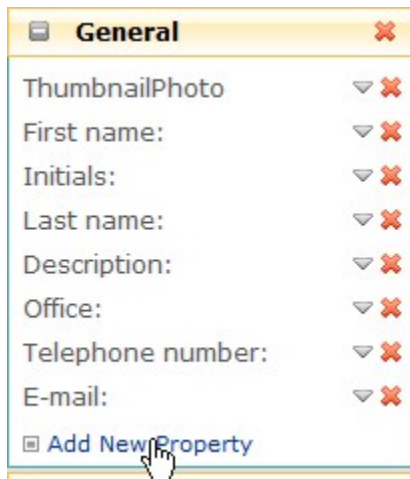 General
ThumbnailPhoto
First name:
Initials:
Last name:
Description:
Office:
Telephone number:
E-mail:
Add New Property